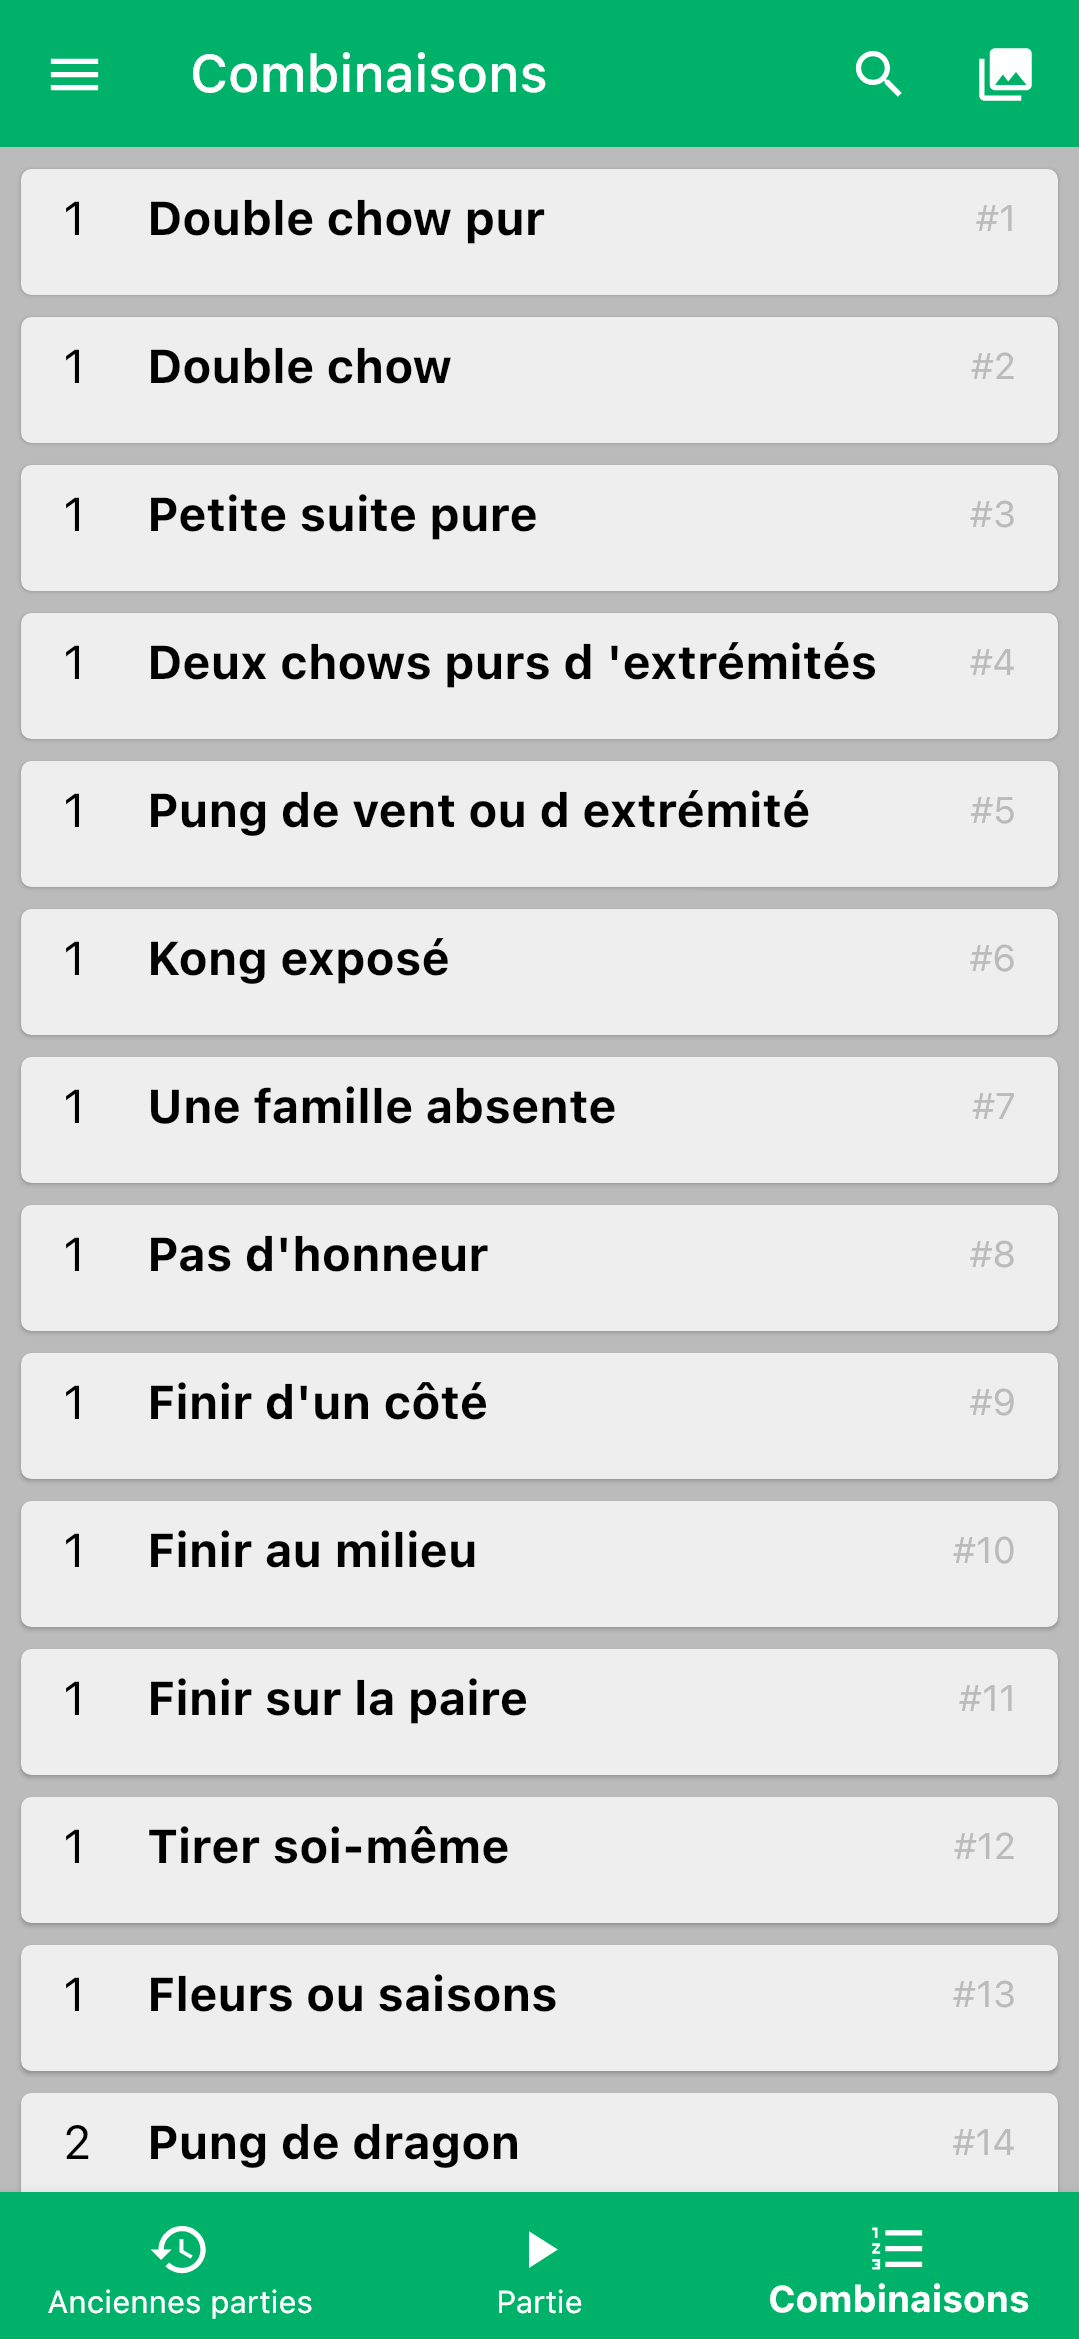 Combinaisons
1 Double chow pur #1
1 Double chow #2
1 Petite suite pure #3
1 Deux chows purs d 'extrémités #4
1 Pung de vent ou d extrémité #5
1 Kong exposé #6
1 Une famille absente #7
1 Pas d'honneur #8
1 Finir d'un côté #9
1 Finir au milieu #10
1 Finir sur la paire #11
1 Tirer soi-même #12
1 Fleurs ou saisons #13
2 Pung de dragon #14
Anciennes parties Partie Combinaisons